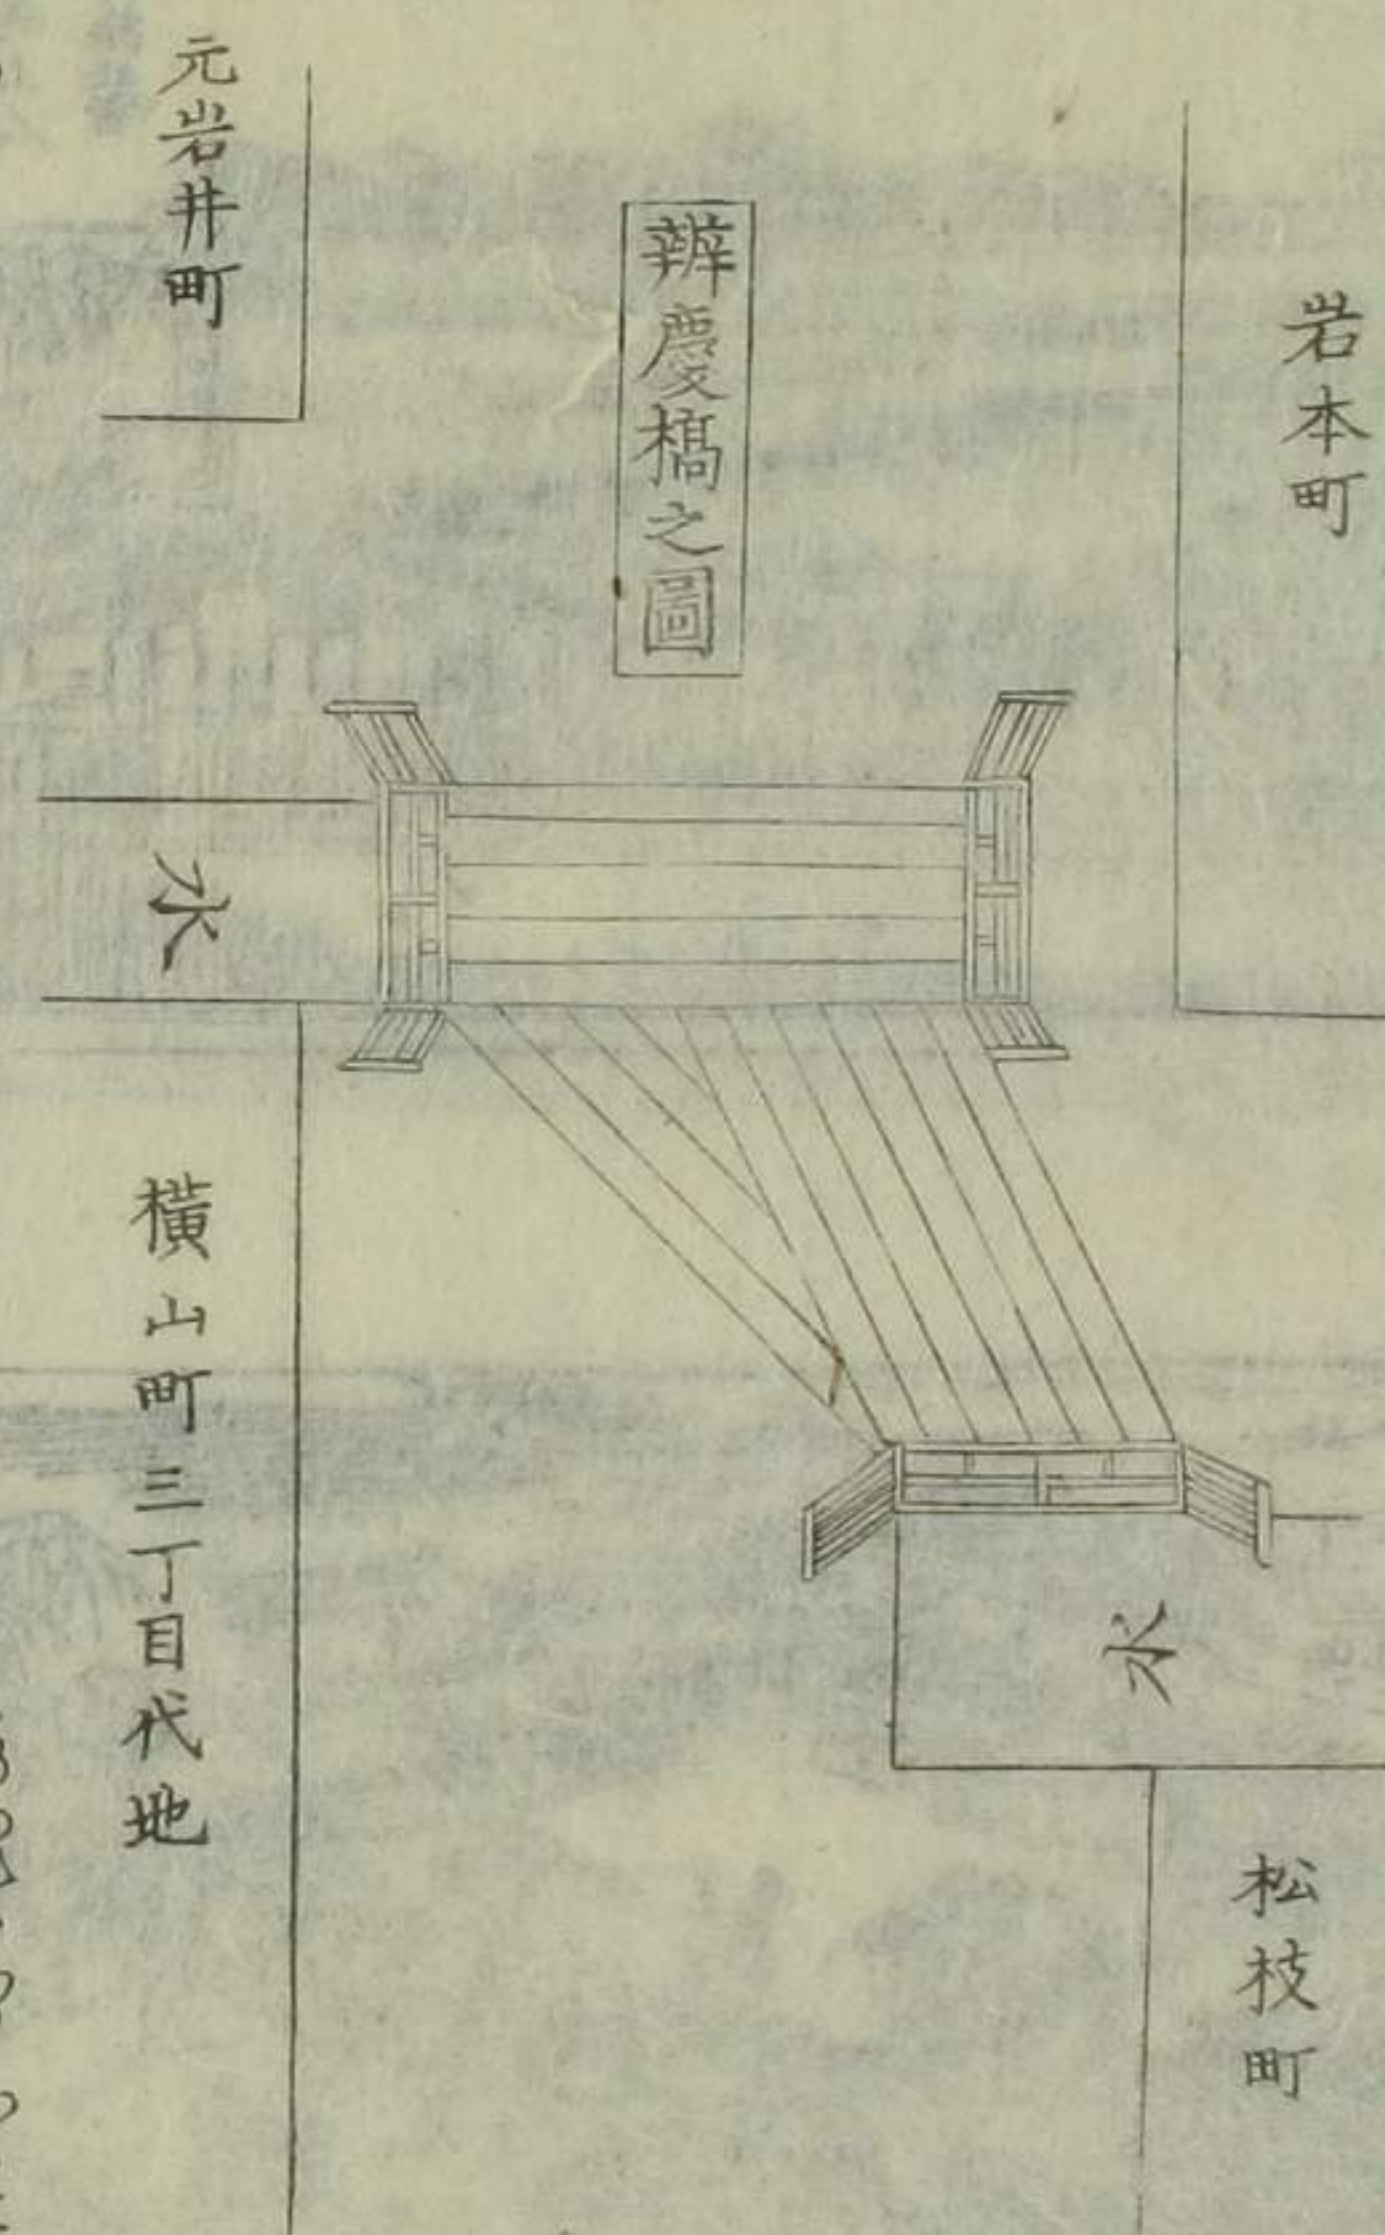 岩本町
松枝町
辨慶橋之圖
水
水
元岩井町
横山町三丁目代地